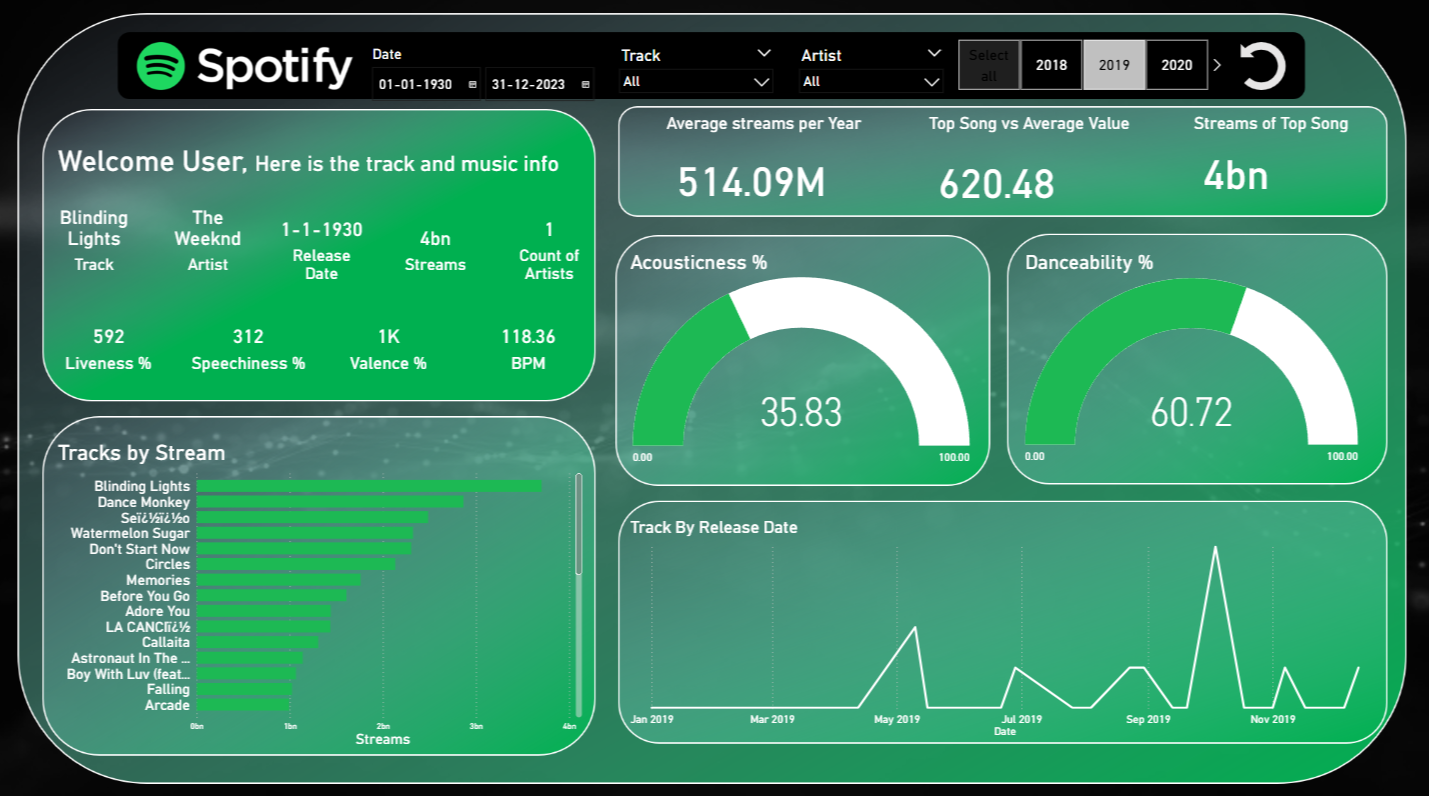 Spotify
Date
01-01-1930
31-12-2023
Track
All
Artist
All
Select
all
2018
2019
2020
Welcome User, Here is the track and music info
Blinding
Lights
Track
The
Weeknd
Artist
1-1-1930
Release
Date
4bn
Streams
1
Count of
Artists
592
Liveness %
312
Speechiness %
1K
Valence %
118.36
BPM
Average streams per Year
514.09M
Top Song vs Average Value
620.48
Streams of Top Song
4bn
Acousticness %
35.83
0.00
100.00
Danceability %
60.72
0.00
100.00
Tracks by Stream
Blinding Lights
Dance Monkey
Seï¿½ï¿½o
Watermelon Sugar
Don't Start Now
Circles
Memories
Before You Go
Adore You
LA CANCIï¿½
Callaita
Astronaut In The ...
Boy With Luv (feat...
Falling
Arcade
0bn 1bn 2bn 3bn 4bn
Streams
Track By Release Date
Jan 2019 Mar 2019 May 2019 Jul 2019 Sep 2019 Nov 2019
Date